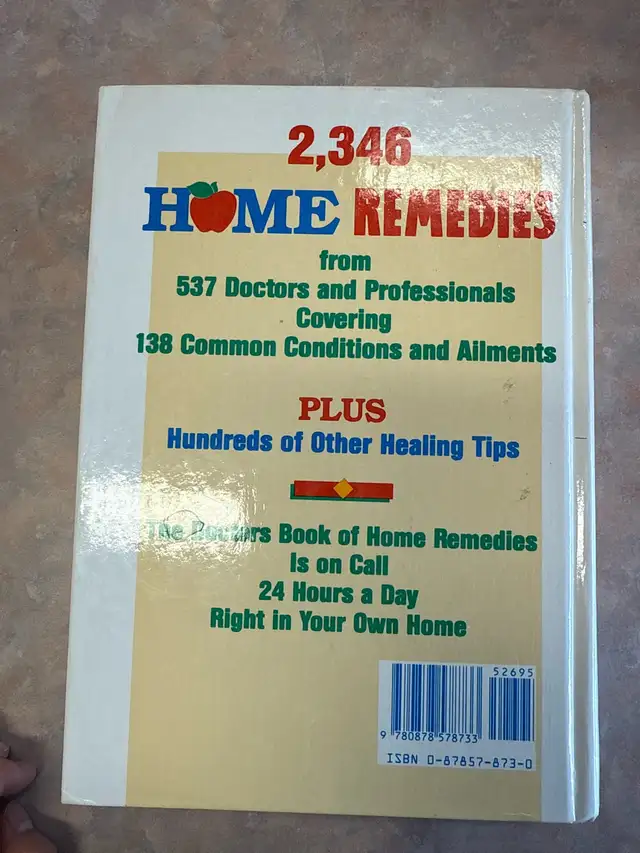 2,346
HOME REMEDIES
from
537 Doctors and Professionals
Covering
138 Common Conditions and Ailments
PLUS
Hundreds of Other Healing Tips
The Doctors Book of Home Remedies
Is on Call
24 Hours a Day
Right in Your Own Home
52695
9 780878 578733
ISBN 0-87857-873-0